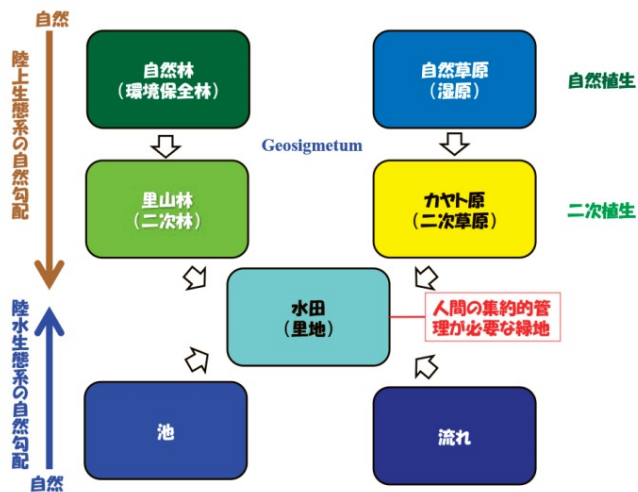 自然
陸上生態系の自然勾配
自然林
(環境保全林)
自然草原
(湿原)
自然植生
Geosigmetum
里山林
(二次林)
カヤト原
(二次草原)
二次植生
水田
(里地)
人間の集約的管
理が必要な緑地
陸水生態系の自然勾配
池
流れ
自然